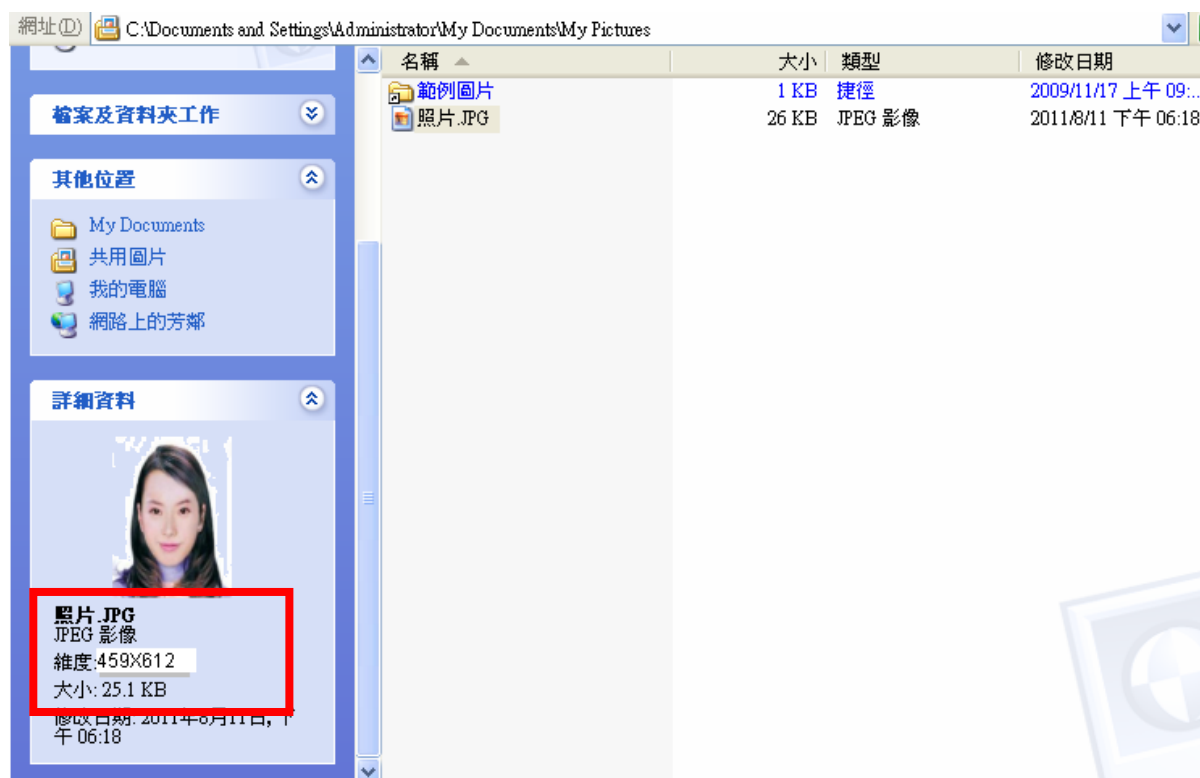 網址(D) C:\Documents and Settings\Administrator\My Documents\My Pictures
名稱 大小 類型 修改日期
範例圖片 1 KB 捷徑 2009/11/17 上午 09:...
照片.JPG 26 KB JPEG 影像 2011/8/11 下午 06:18
檔案及資料夾工作
其他位置
My Documents
共用圖片
我的電腦
網路上的芳鄰
詳細資料
照片.JPG
JPEG 影像
維度:459X612
大小: 25.1 KB
修改日期: 2011年8月11日, 下
午 06:18